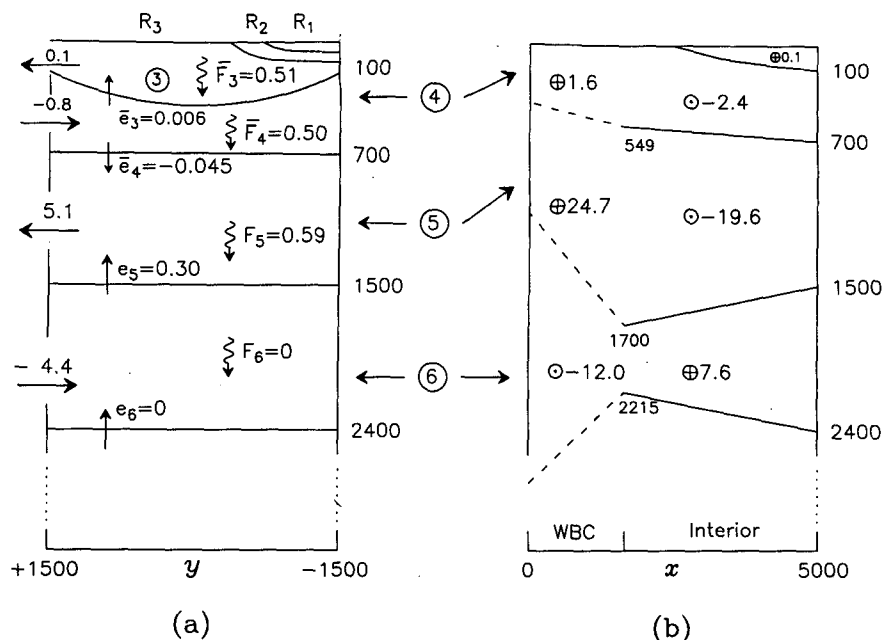 R₃ R₂ R₁
0.1
③
F̅₃=0.51
100
-0.8
e̅₃=0.006
F̅₄=0.50
e̅₄=-0.045
700
5.1
F₅=0.59
e₅=0.30
1500
- 4.4
F₆=0
e₆=0
2400
+1500 y -1500
(a)
④
⑤
⑥
⊕0.1
100
⊕1.6
⊙-2.4
549
700
⊕24.7
⊙-19.6
1500
1700
⊙-12.0
⊕7.6
2215
2400
WBC Interior
0 x 5000
(b)